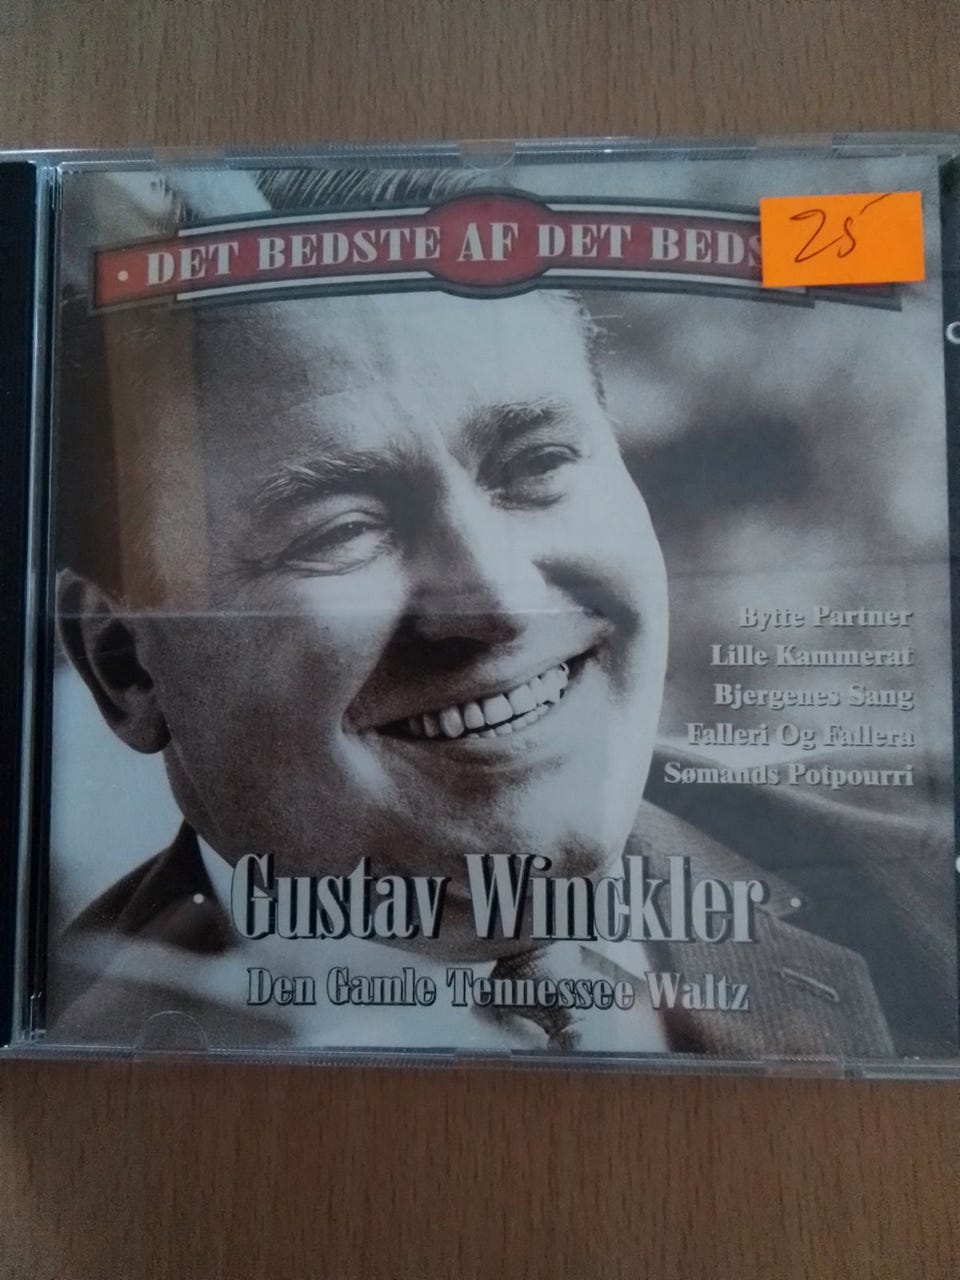 • DET BEDSTE AF DET BEDS
25
Bytte Partner
Lille Kammerat
Bjergenes Sang
Falleri Og Fallera
Sømands Potpourri
• Gustav Winckler •
Den Gamle Tennessee Waltz